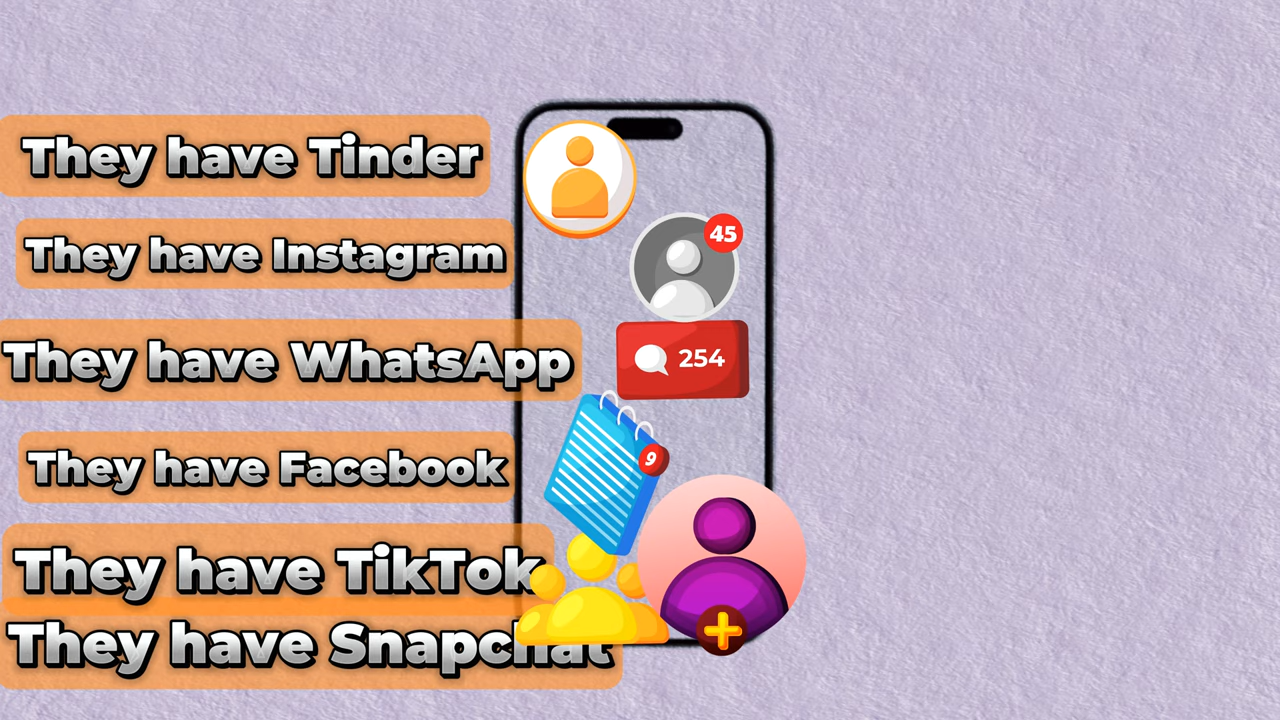 They have Tinder
They have Instagram
They have WhatsApp
They have Facebook
They have TikTok
They have Snapchat
45
254
9